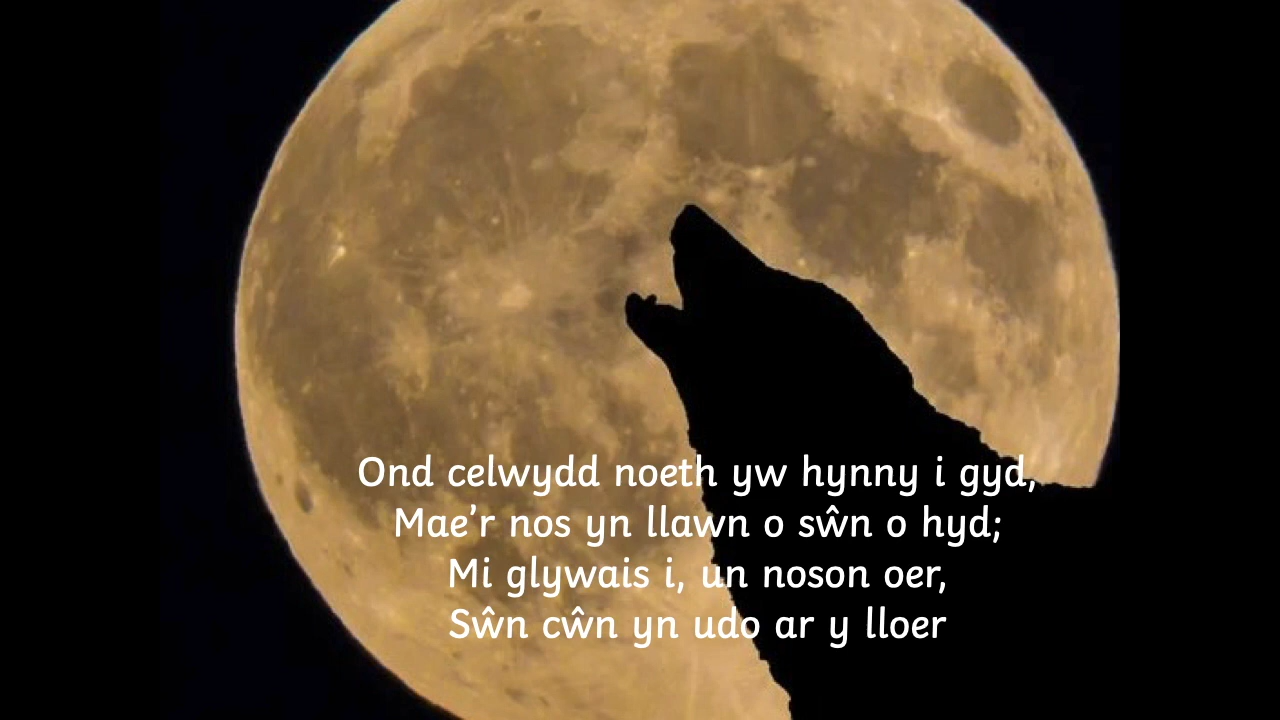 Ond celwydd noeth yw hynny i gyd,
Mae’r nos yn llawn o sŵn o hyd;
Mi glywais i, un noson oer,
Sŵn cŵn yn udo ar y lloer